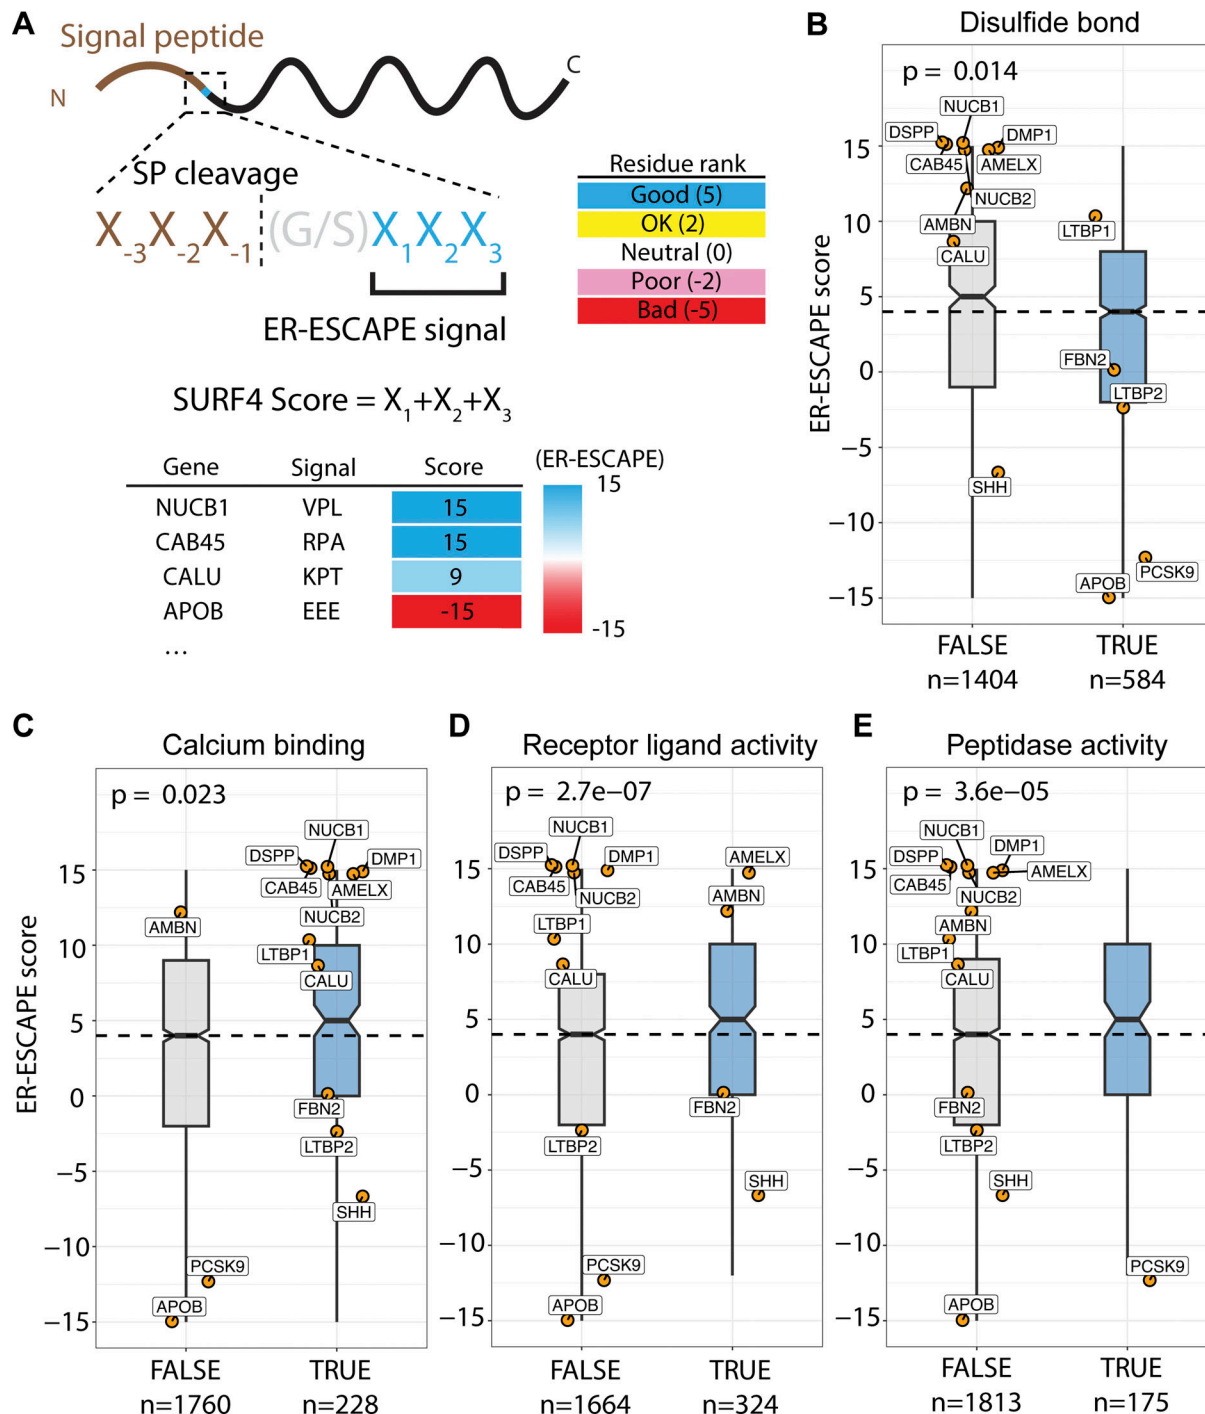 A
Signal peptide
N
C
SP cleavage
X-3X-2X-1 (G/S)X1X2X3
ER-ESCAPE signal
Residue rank
Good (5)
OK (2)
Neutral (0)
Poor (-2)
Bad (-5)
SURF4 Score = X1+X2+X3
Gene Signal Score
NUCB1 VPL 15
CAB45 RPA 15
CALU KPT 9
APOB EEE -15
...
(ER-ESCAPE)
15
-15
B
Disulfide bond
p = 0.014
NUCB1
DSPP
DMP1
CAB45
AMELX
NUCB2
AMBN
LTBP1
CALU
FBN2
LTBP2
SHH
PCSK9
APOB
ER-ESCAPE score
15
10
5
0
−5
−10
−15
FALSE TRUE
n=1404 n=584
C
Calcium binding
p = 0.023
NUCB1
DSPP
DMP1
CAB45
AMELX
NUCB2
AMBN
LTBP1
CALU
FBN2
LTBP2
SHH
PCSK9
APOB
ER-ESCAPE score
15
10
5
0
−5
−10
−15
FALSE TRUE
n=1760 n=228
D
Receptor ligand activity
p = 2.7e−07
NUCB1
DSPP
DMP1
AMELX
CAB45
NUCB2
AMBN
LTBP1
CALU
FBN2
LTBP2
SHH
PCSK9
APOB
15
10
5
0
−5
−10
−15
FALSE TRUE
n=1664 n=324
E
Peptidase activity
p = 3.6e−05
NUCB1
DMP1
DSPP
AMELX
CAB45
NUCB2
AMBN
LTBP1
CALU
FBN2
LTBP2
SHH
PCSK9
APOB
15
10
5
0
−5
−10
−15
FALSE TRUE
n=1813 n=175